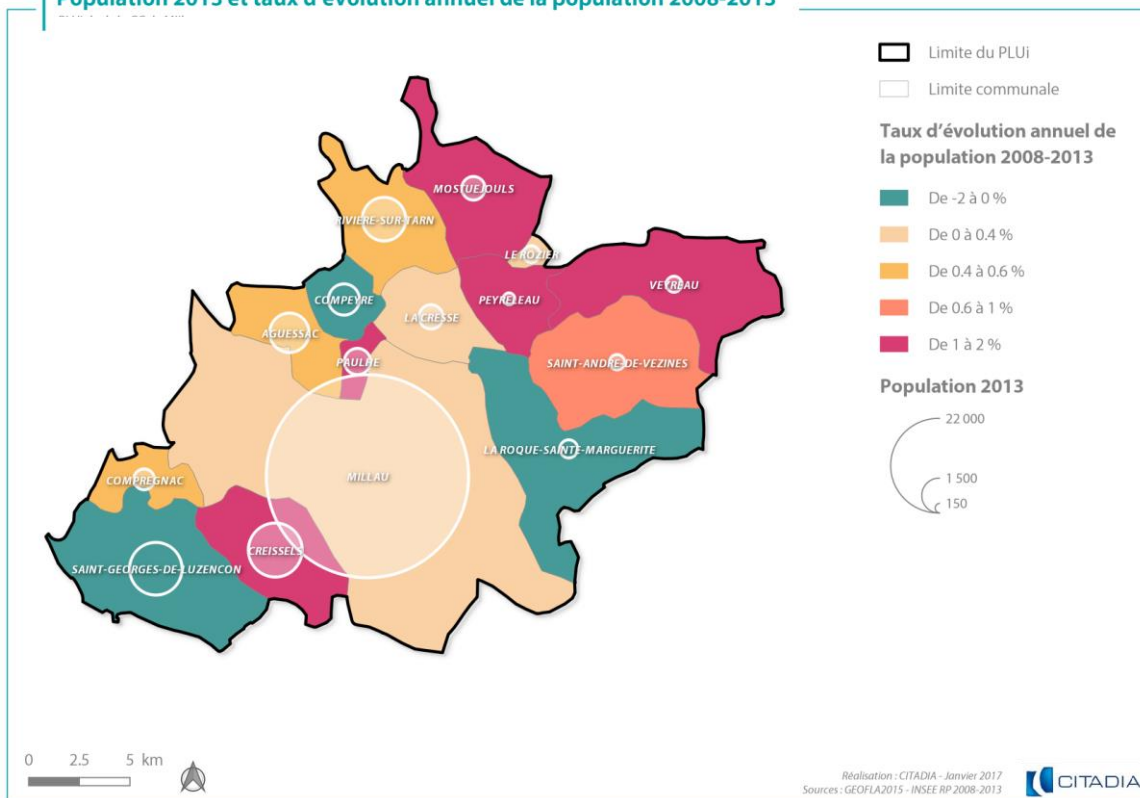 Population 2013 et taux d'évolution annuel de la population 2008-2013
Limite du PLUi
Limite communale
Taux d'évolution annuel de
la population 2008-2013
De -2 à 0 %
De 0 à 0.4 %
De 0.4 à 0.6 %
De 0.6 à 1 %
De 1 à 2 %
Population 2013
22 000
1 500
150
MOSTUEJOULS
RIVIERE-SUR-TARN
LE ROZIER
VEYREAU
COMPEYRE
PEYRELEAU
LA CRESSE
AGUESSAC
PAULHE
SAINT-ANDRE-DE-VEZINES
LA ROQUE-SAINTE-MARGUERITE
MILLAU
COMPREGNAC
CREISSELS
SAINT-GEORGES-DE-LUZENCON
0 2.5 5 km
Réalisation : CITADIA - Janvier 2017
Sources : GEOFLA2015 - INSEE RP 2008-2013
CITADIA